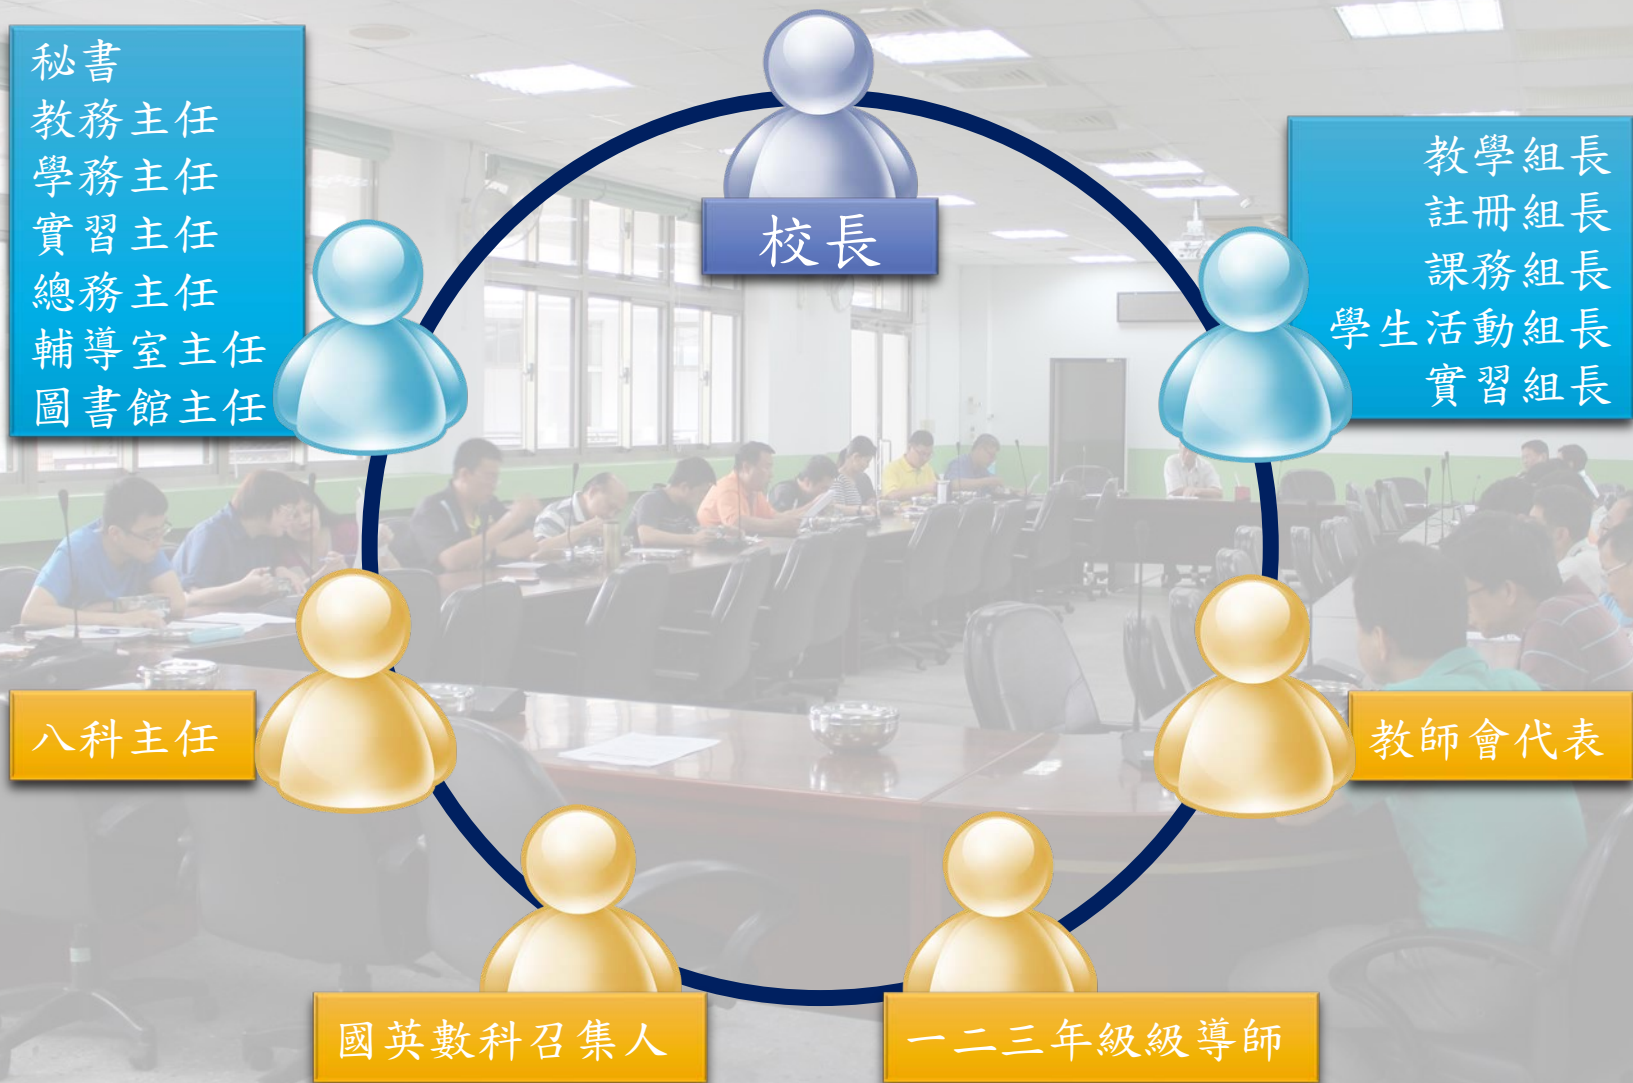 校長
秘書
教務主任
學務主任
實習主任
總務主任
輔導室主任
圖書館主任
教學組長
註冊組長
課務組長
學生活動組長
實習組長
八科主任
教師會代表
國英數科召集人
一二三年級級導師